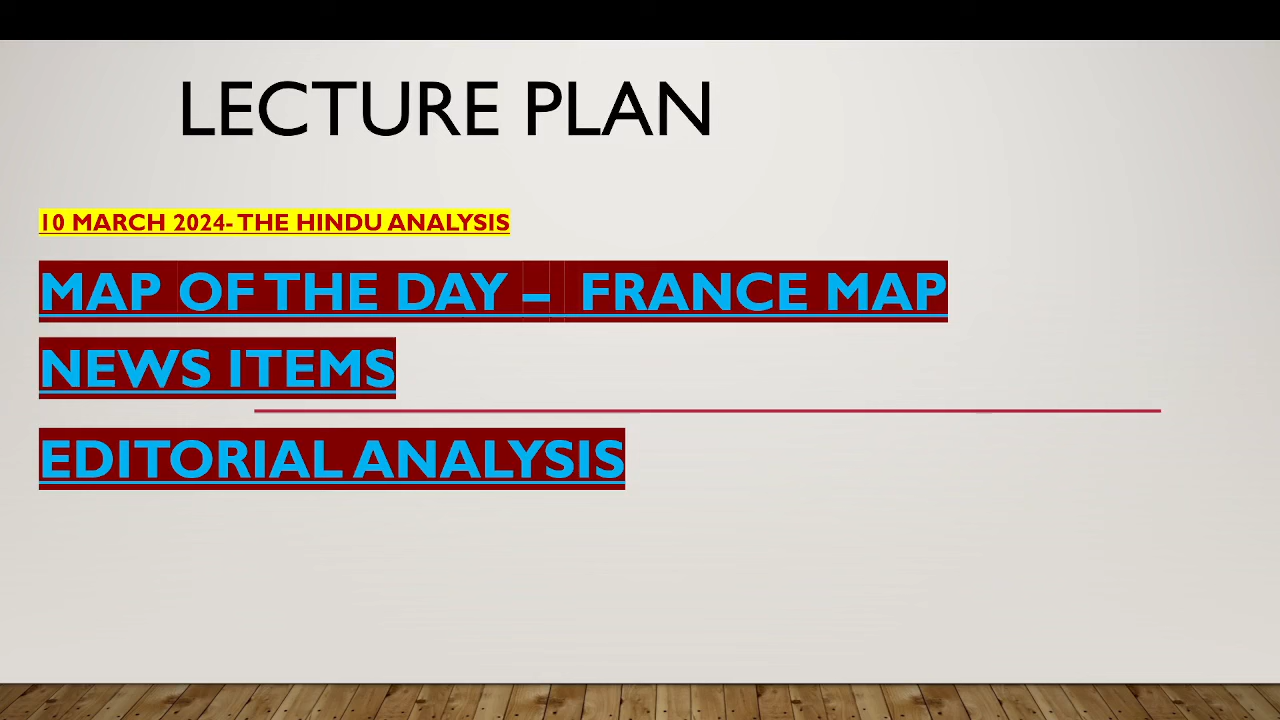 LECTURE PLAN
10 MARCH 2024- THE HINDU ANALYSIS
MAP OF THE DAY – FRANCE MAP
NEWS ITEMS
EDITORIAL ANALYSIS